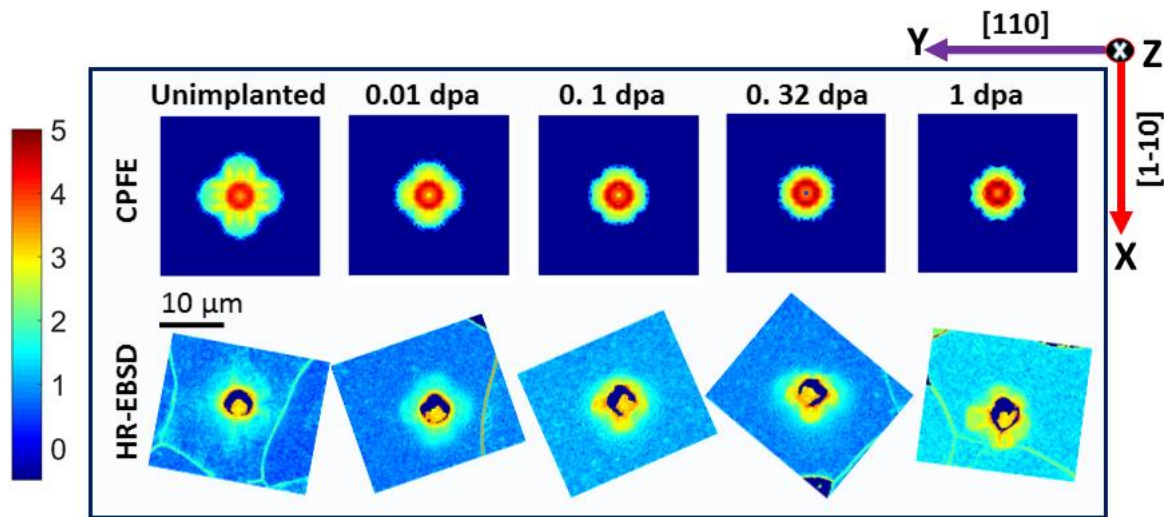 [110]
Y
X Z
Unimplanted 0.01 dpa 0. 1 dpa 0. 32 dpa 1 dpa
5
4
3
2
1
0
CPFE
[1-10]
X
10 µm
HR-EBSD